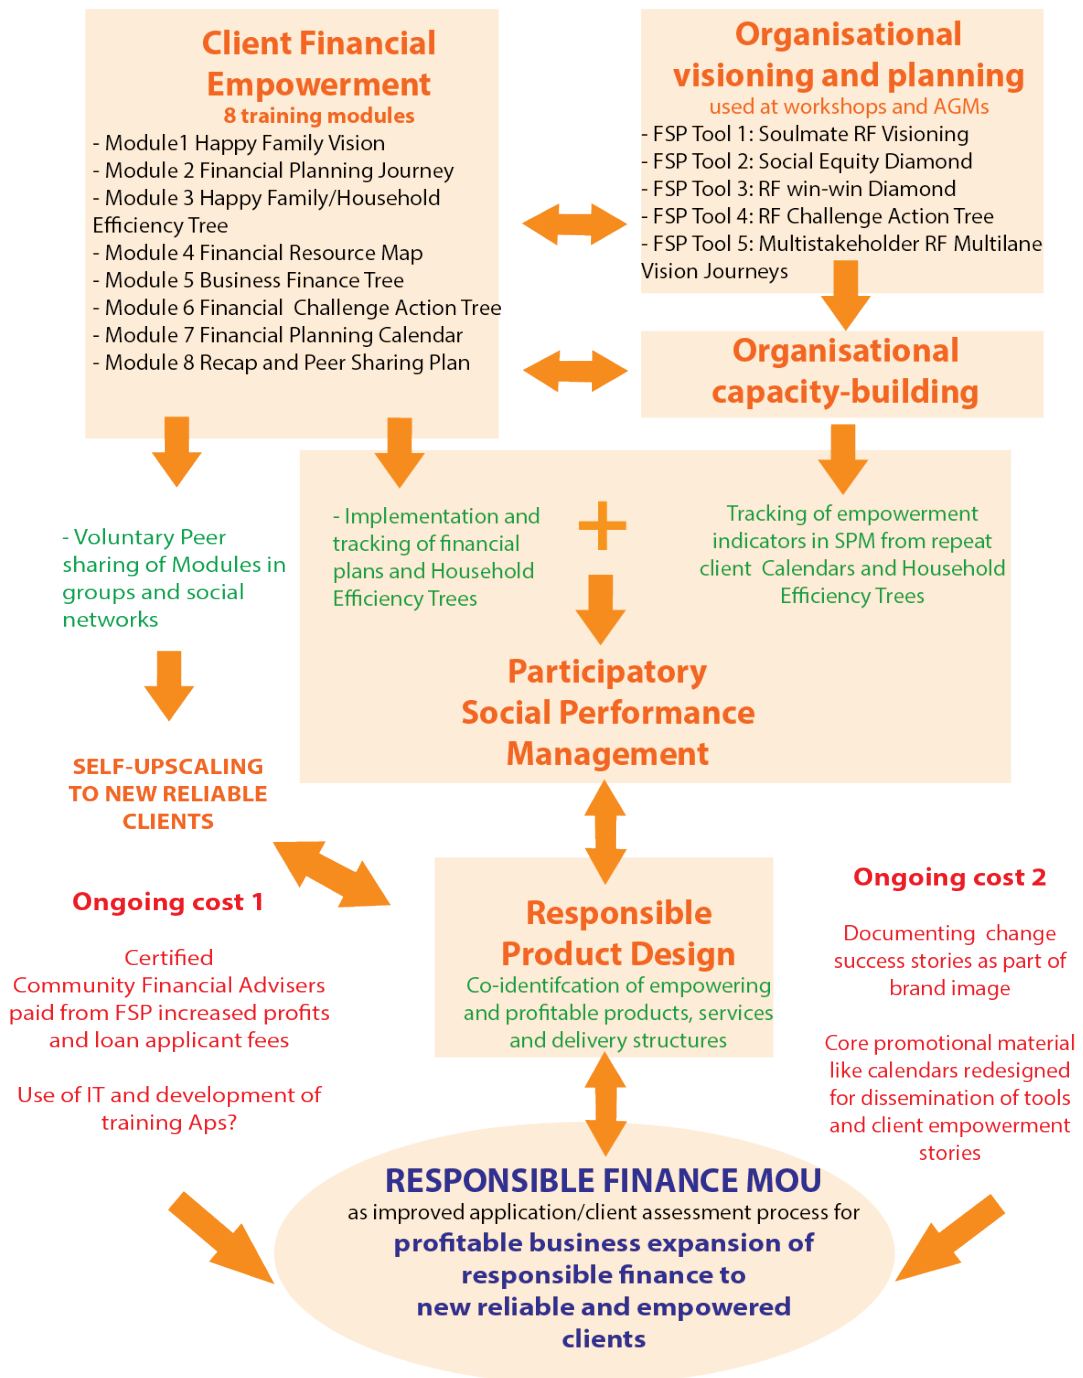 Client Financial
Empowerment
8 training modules
- Module1 Happy Family Vision
- Module 2 Financial Planning Journey
- Module 3 Happy Family/Household
Efficiency Tree
- Module 4 Financial Resource Map
- Module 5 Business Finance Tree
- Module 6 Financial  Challenge Action Tree
- Module 7 Financial Planning Calendar
- Module 8 Recap and Peer Sharing Plan
Organisational
visioning and planning
used at workshops and AGMs
- FSP Tool 1: Soulmate RF Visioning
- FSP Tool 2: Social Equity Diamond
- FSP Tool 3: RF win-win Diamond
- FSP Tool 4: RF Challenge Action Tree
- FSP Tool 5: Multistakeholder RF Multilane
Vision Journeys
Organisational
capacity-building
- Voluntary Peer
sharing of Modules in
groups and social
networks
- Implementation and
tracking of financial
plans and Household
Efficiency Trees
+
Tracking of empowerment
indicators in SPM from repeat
client  Calendars and Household
Efficiency Trees
Participatory
Social Performance
Management
SELF-UPSCALING
TO NEW RELIABLE
CLIENTS
Ongoing cost 1
Certified
Community Financial Advisers
paid from FSP increased profits
and loan applicant fees
Use of IT and development of
training Aps?
Responsible
Product Design
Co-identifcation of empowering
and profitable products, services
and delivery structures
Ongoing cost 2
Documenting  change
success stories as part of
brand image
Core promotional material
like calendars redesigned
for dissemination of tools
and client empowerment
stories
RESPONSIBLE FINANCE MOU
as improved application/client assessment process for
profitable business expansion of
responsible finance to
new reliable and empowered
clients